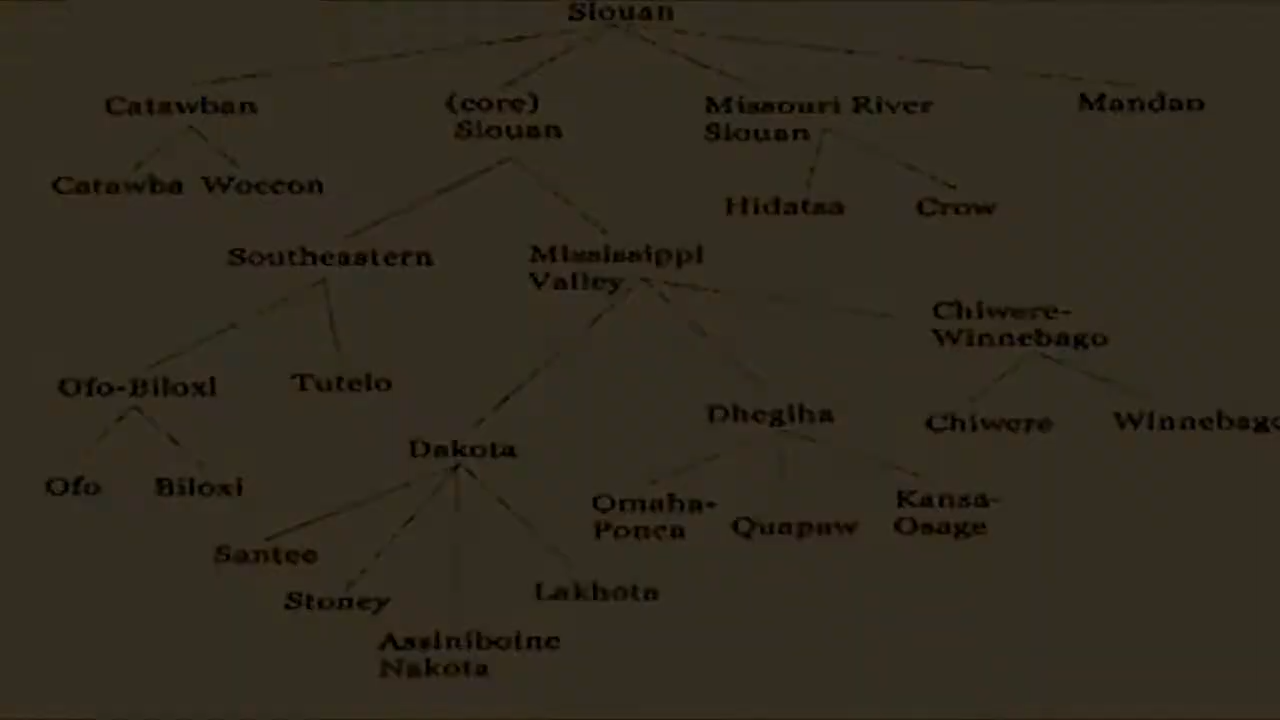 Siouan
Catawban
(core)
Siouan
Missouri River
Siouan
Mandan
Catawba
Woccon
Hidatsa
Crow
Southeastern
Mississippi
Valley
Chiwere-
Winnebago
Ofo-Biloxi
Tutelo
Dhegiha
Chiwere
Winnebago
Dakota
Ofo
Biloxi
Omaha-
Ponca
Quapaw
Kansa-
Osage
Santee
Stoney
Lakhota
Assiniboine
Nakota